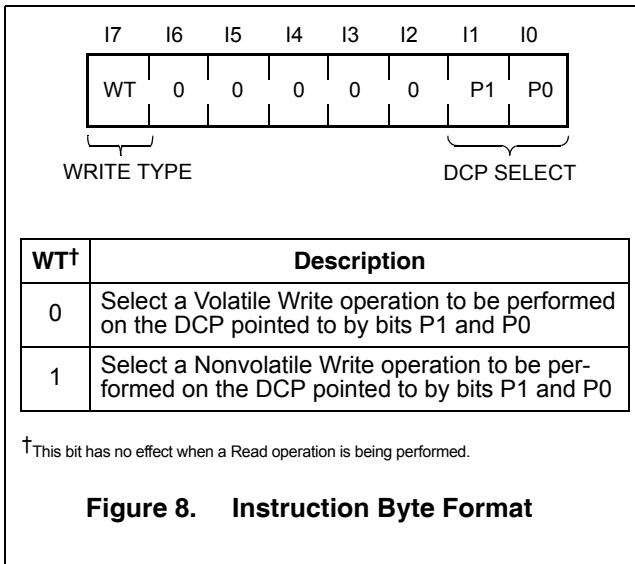 I7 I6 I5 I4 I3 I2 I1 I0
WT 0 0 0 0 0 P1 P0
WRITE TYPE DCP SELECT
WT† Description
0 Select a Volatile Write operation to be performed
on the DCP pointed to by bits P1 and P0
1 Select a Nonvolatile Write operation to be per-
formed on the DCP pointed to by bits P1 and P0
†This bit has no effect when a Read operation is being performed.
Figure 8. Instruction Byte Format